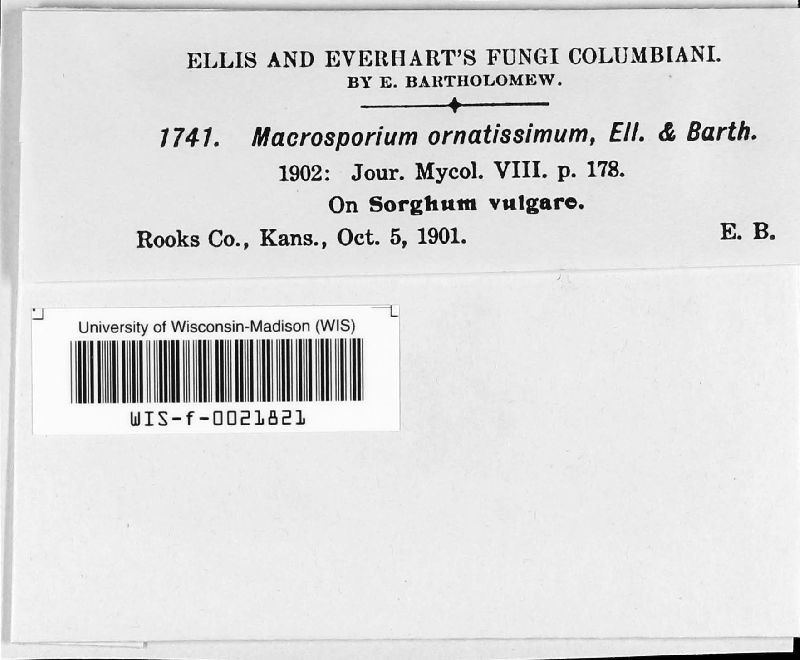 ELLIS AND EVERHART'S FUNGI COLUMBIANI.
BY E. BARTHOLOMEW.
1741. Macrosporium ornatissimum, Ell. & Barth.
1902: Jour. Mycol. VIII. p. 178.
On Sorghum vulgare.
Rooks Co., Kans., Oct. 5, 1901. E. B.
University of Wisconsin-Madison (WIS)
WIS-f-0021821